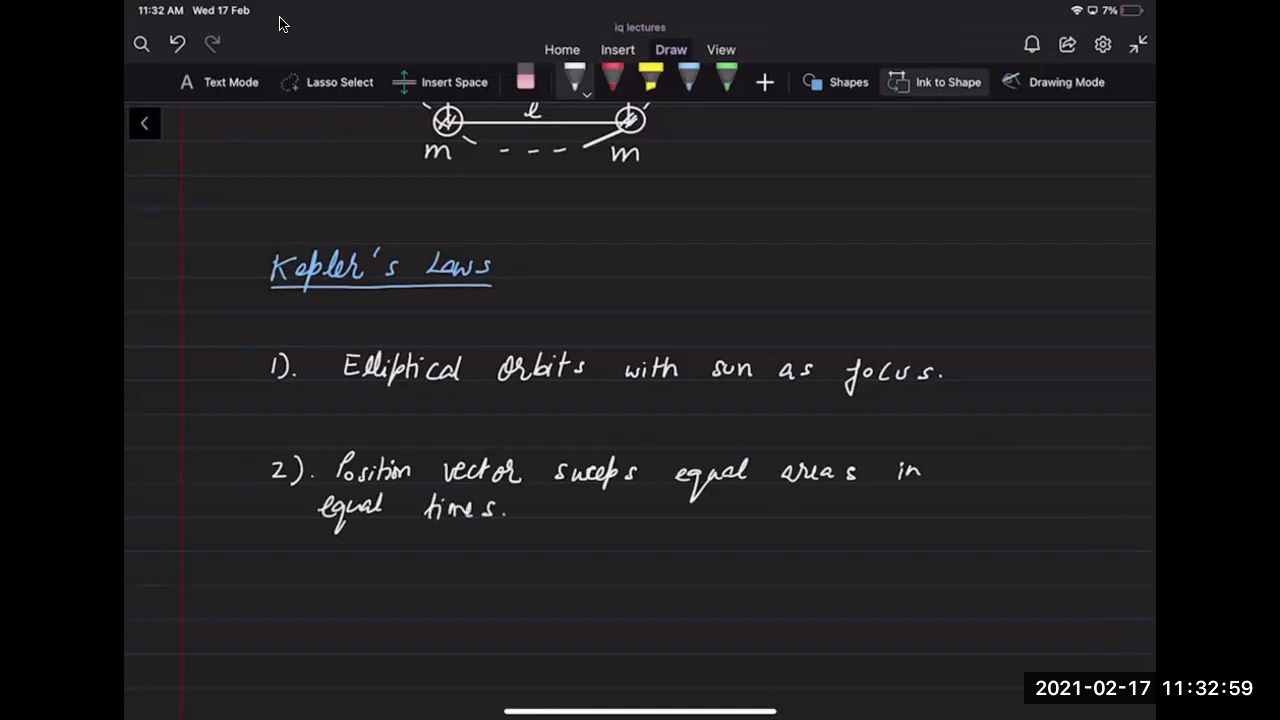 11:32 AM Wed 17 Feb
7%
iq lectures
Home Insert Draw View
Text Mode Lasso Select Insert Space Shapes Ink to Shape Drawing Mode
l
m m
Kepler's Laws
1). Elliptical Orbits with sun as focus.
2). Position vector sweeps equal areas in
equal times.
2021-02-17 11:32:59